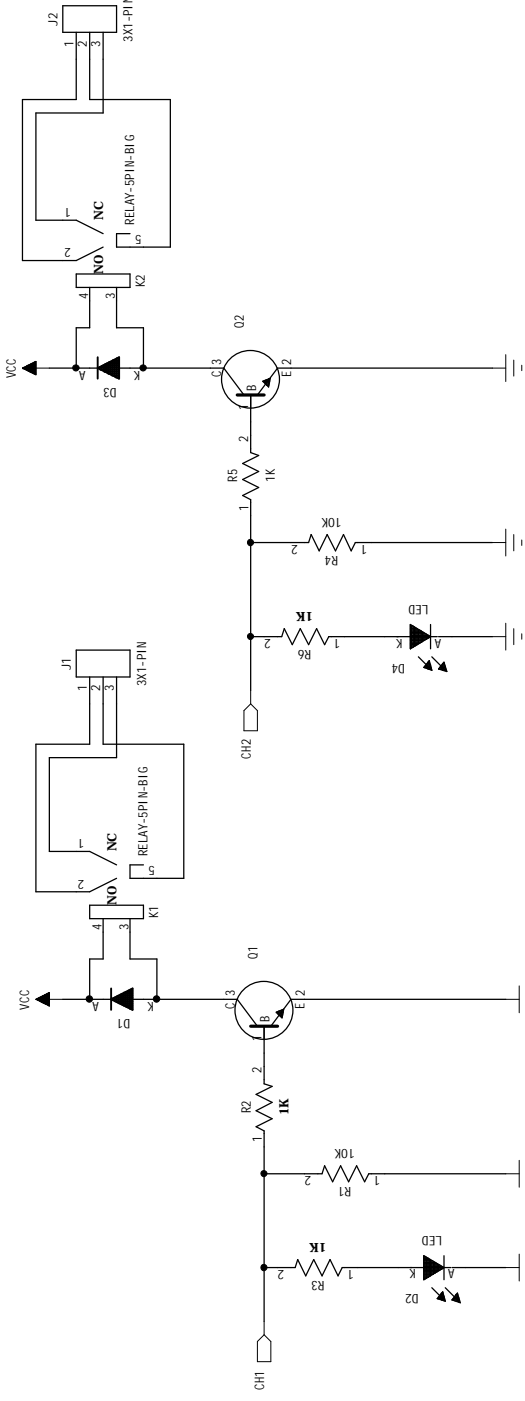 VCC
A
D1
K
4
3
K1
NO
NC
2
1
5
RELAY-5PIN-BIG
1
2
3
J1
3X1-PIN
CH1
2
R3
1K
1
D2
K
A
LED
2
R1
10K
1
1
R2
1K
2
1
B
C
3
E
2
Q1
VCC
A
D3
K
4
3
K2
NO
NC
2
1
5
RELAY-5PIN-BIG
1
2
3
J2
3X1-PIN
CH2
2
R6
1K
1
D4
K
A
LED
2
R4
10K
1
1
R5
1K
2
1
B
C
3
E
2
Q2